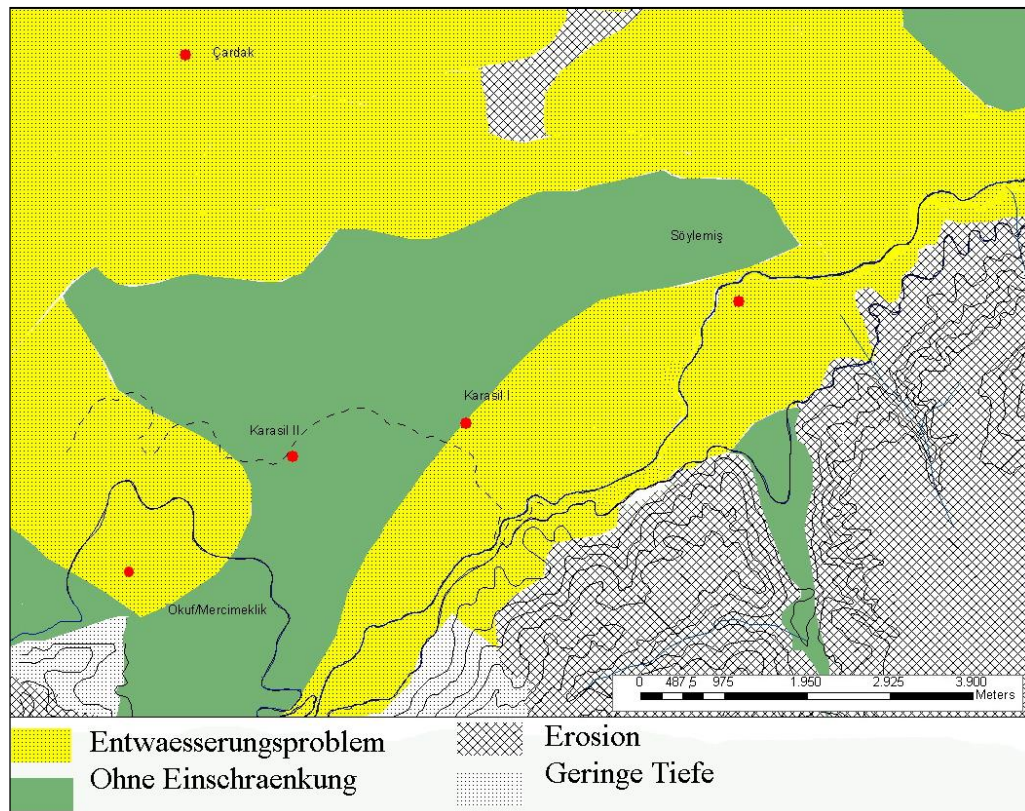 Çardak
Söylemiş
Karasil I
Karasil II
Okuf/Mercimeklik
0 487,5 975 1.950 2.925 3.900
Meters
Entwaesserungsproblem
Ohne Einschraenkung
Erosion
Geringe Tiefe